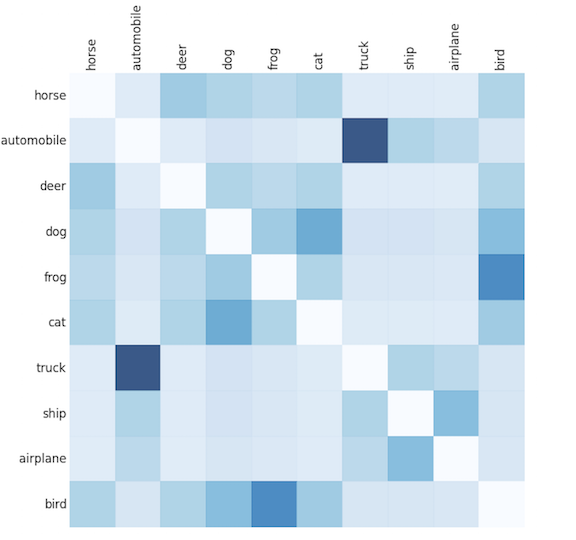 horse automobile deer dog frog cat truck ship airplane bird
horse
automobile
deer
dog
frog
cat
truck
ship
airplane
bird